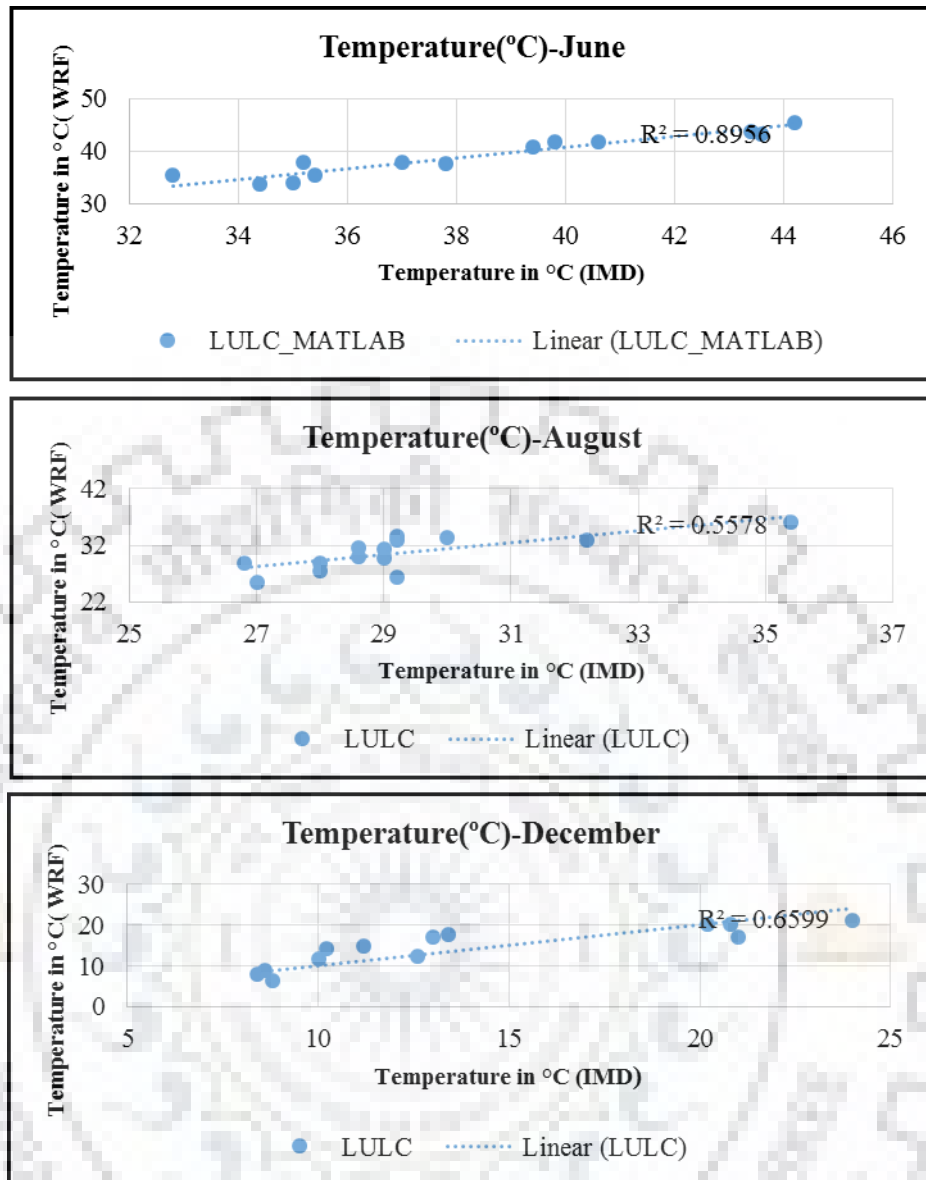 Temperature(ºC)-June
Temperature in °C( WRF)
50
40
30
R² = 0.8956
32 34 36 38 40 42 44 46
Temperature in °C (IMD)
LULC_MATLAB Linear (LULC_MATLAB)
Temperature(ºC)-August
Temperature in °C( WRF)
42
32
22
R² = 0.5578
25 27 29 31 33 35 37
Temperature in °C (IMD)
LULC Linear (LULC)
Temperature(ºC)-December
Temperature in °C( WRF)
30
20
10
0
R² = 0.6599
5 10 15 20 25
Temperature in °C (IMD)
LULC Linear (LULC)